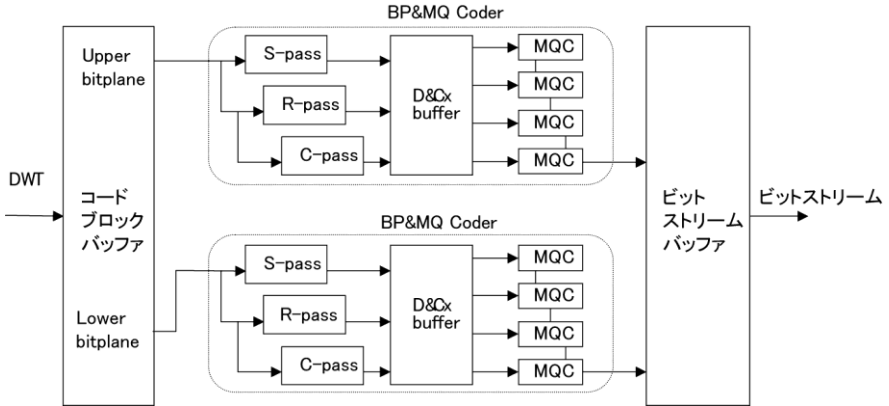 BP&MQ Coder
Upper
bitplane
S-pass
R-pass
C-pass
D&Cx
buffer
MQC
MQC
MQC
MQC
DWT
コード
ブロック
バッファ
ビット
ストリーム
バッファ
ビットストリーム
BP&MQ Coder
Lower
bitplane
S-pass
R-pass
C-pass
D&Cx
buffer
MQC
MQC
MQC
MQC